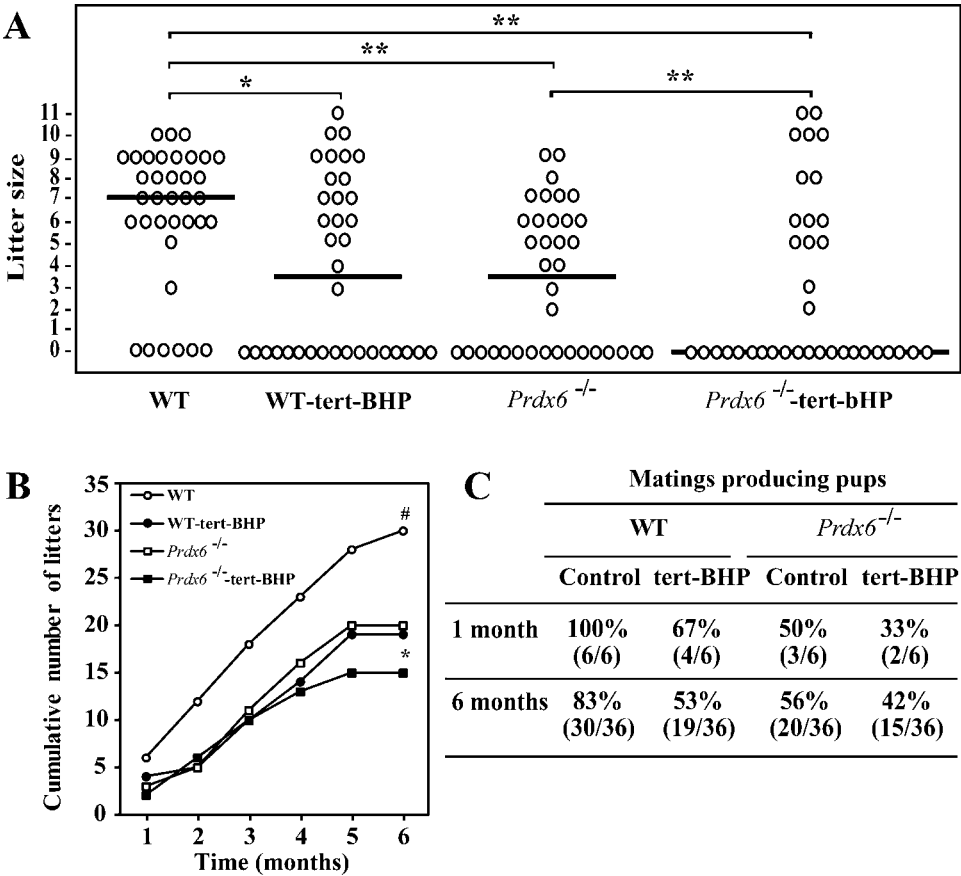 A
**
**
*
**
Litter size
11
10
9
8
7
6
5
4
3
2
1
0
WT
WT-tert-BHP
Prdx6 -/-
Prdx6 -/- -tert-bHP
B
Cumulative number of litters
35
30
25
20
15
10
5
0
WT
WT-tert-BHP
Prdx6 -/-
Prdx6 -/- -tert-BHP
#
*
1 2 3 4 5 6
Time (months)
C
Matings producing pups
WT Prdx6 -/-
Control tert-BHP Control tert-BHP
1 month 100% 67% 50% 33%
(6/6) (4/6) (3/6) (2/6)
6 months 83% 53% 56% 42%
(30/36) (19/36) (20/36) (15/36)